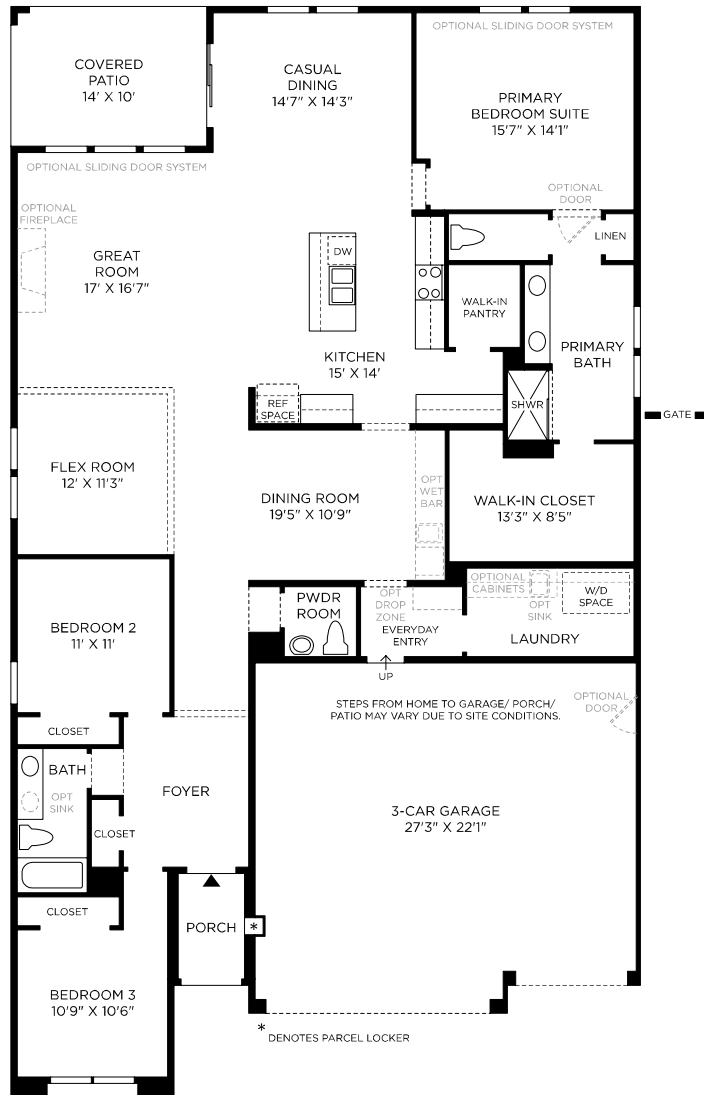 OPTIONAL SLIDING DOOR SYSTEM
COVERED
PATIO
14' X 10'
CASUAL
DINING
14'7" X 14'3"
PRIMARY
BEDROOM SUITE
15'7" X 14'1"
OPTIONAL SLIDING DOOR SYSTEM
OPTIONAL
DOOR
OPTIONAL
FIREPLACE
LINEN
DW
GREAT
ROOM
17' X 16'7"
WALK-IN
PANTRY
PRIMARY
BATH
KITCHEN
15' X 14'
REF
SPACE
SHWR
GATE
FLEX ROOM
12' X 11'3"
DINING ROOM
19'5" X 10'9"
OPT
WET
BAR
WALK-IN CLOSET
13'3" X 8'5"
OPTIONAL
CABINETS
OPT
SINK
W/D
SPACE
LAUNDRY
PWDR
ROOM
OPT
DROP
ZONE
EVERYDAY
ENTRY
UP
BEDROOM 2
11' X 11'
CLOSET
STEPS FROM HOME TO GARAGE/ PORCH/
PATIO MAY VARY DUE TO SITE CONDITIONS.
OPTIONAL
DOOR
BATH
OPT
SINK
FOYER
CLOSET
3-CAR GARAGE
27'3" X 22'1"
CLOSET
PORCH
*
BEDROOM 3
10'9" X 10'6"
* DENOTES PARCEL LOCKER